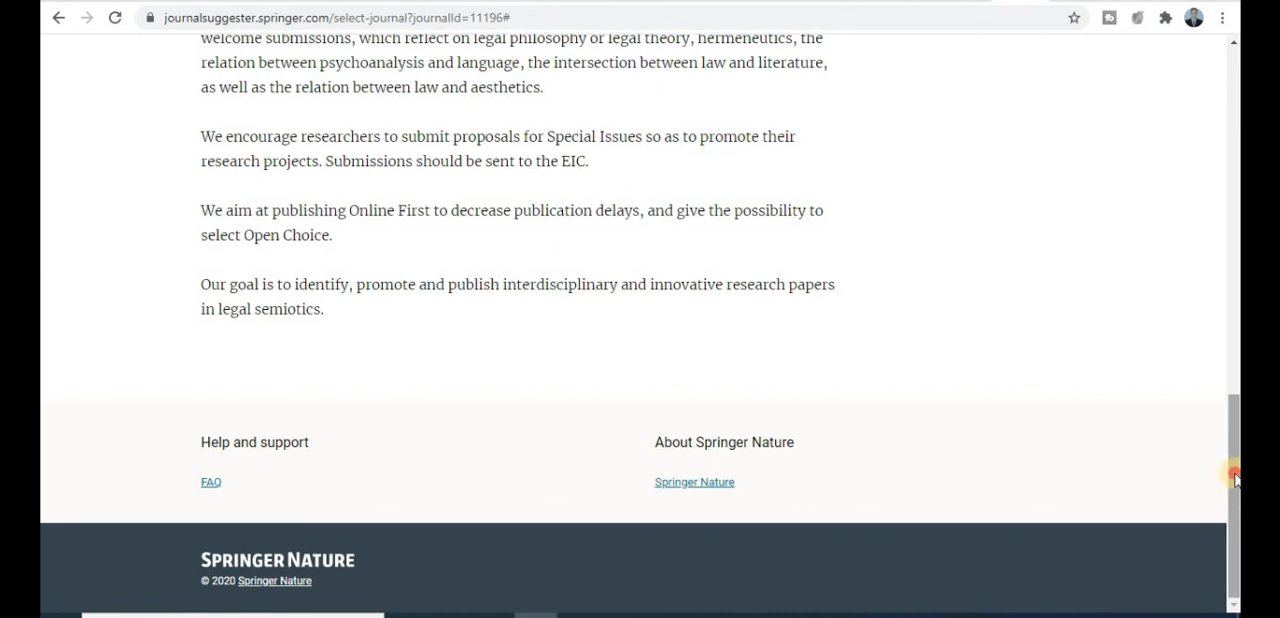 journalsuggester.springer.com/select-journal?journalId=11196#
welcome submissions, which reflect on legal philosophy or legal theory, hermeneutics, the
relation between psychoanalysis and language, the intersection between law and literature,
as well as the relation between law and aesthetics.
We encourage researchers to submit proposals for Special Issues so as to promote their
research projects. Submissions should be sent to the EIC.
We aim at publishing Online First to decrease publication delays, and give the possibility to
select Open Choice.
Our goal is to identify, promote and publish interdisciplinary and innovative research papers
in legal semiotics.
Help and support
About Springer Nature
FAQ
Springer Nature
SPRINGER NATURE
© 2020 Springer Nature